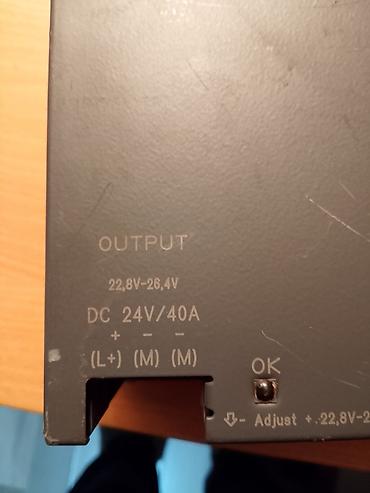 OUTPUT
22,8V-26,4V
DC 24V/40A
+ − −
(L+) (M) (M)
OK
- Adjust + 22,8V-2